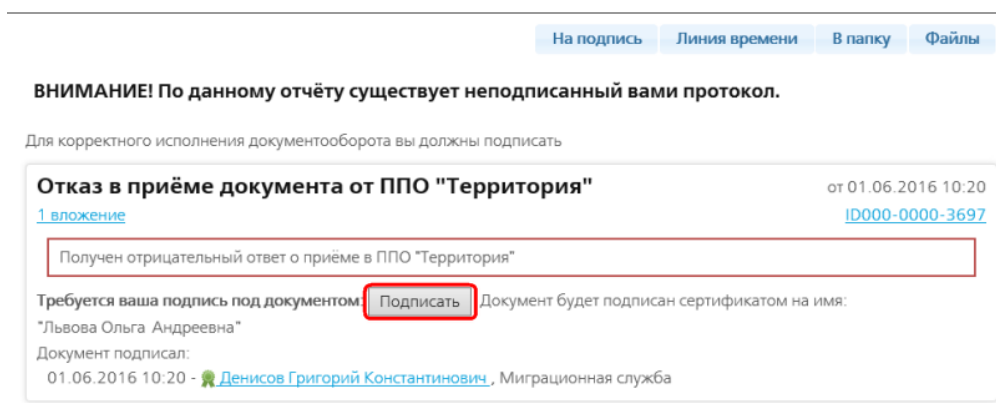 На подпись Линия времени В папку Файлы
ВНИМАНИЕ! По данному отчёту существует неподписанный вами протокол.
Для корректного исполнения документооборота вы должны подписать
Отказ в приёме документа от ППО "Территория" от 01.06.2016 10:20
1 вложение ID000-0000-3697
Получен отрицательный ответ о приёме в ППО "Территория"
Требуется ваша подпись под документом: Подписать Документ будет подписан сертификатом на имя:
"Львова Ольга Андреевна"
Документ подписал:
01.06.2016 10:20 - Денисов Григорий Константинович , Миграционная служба